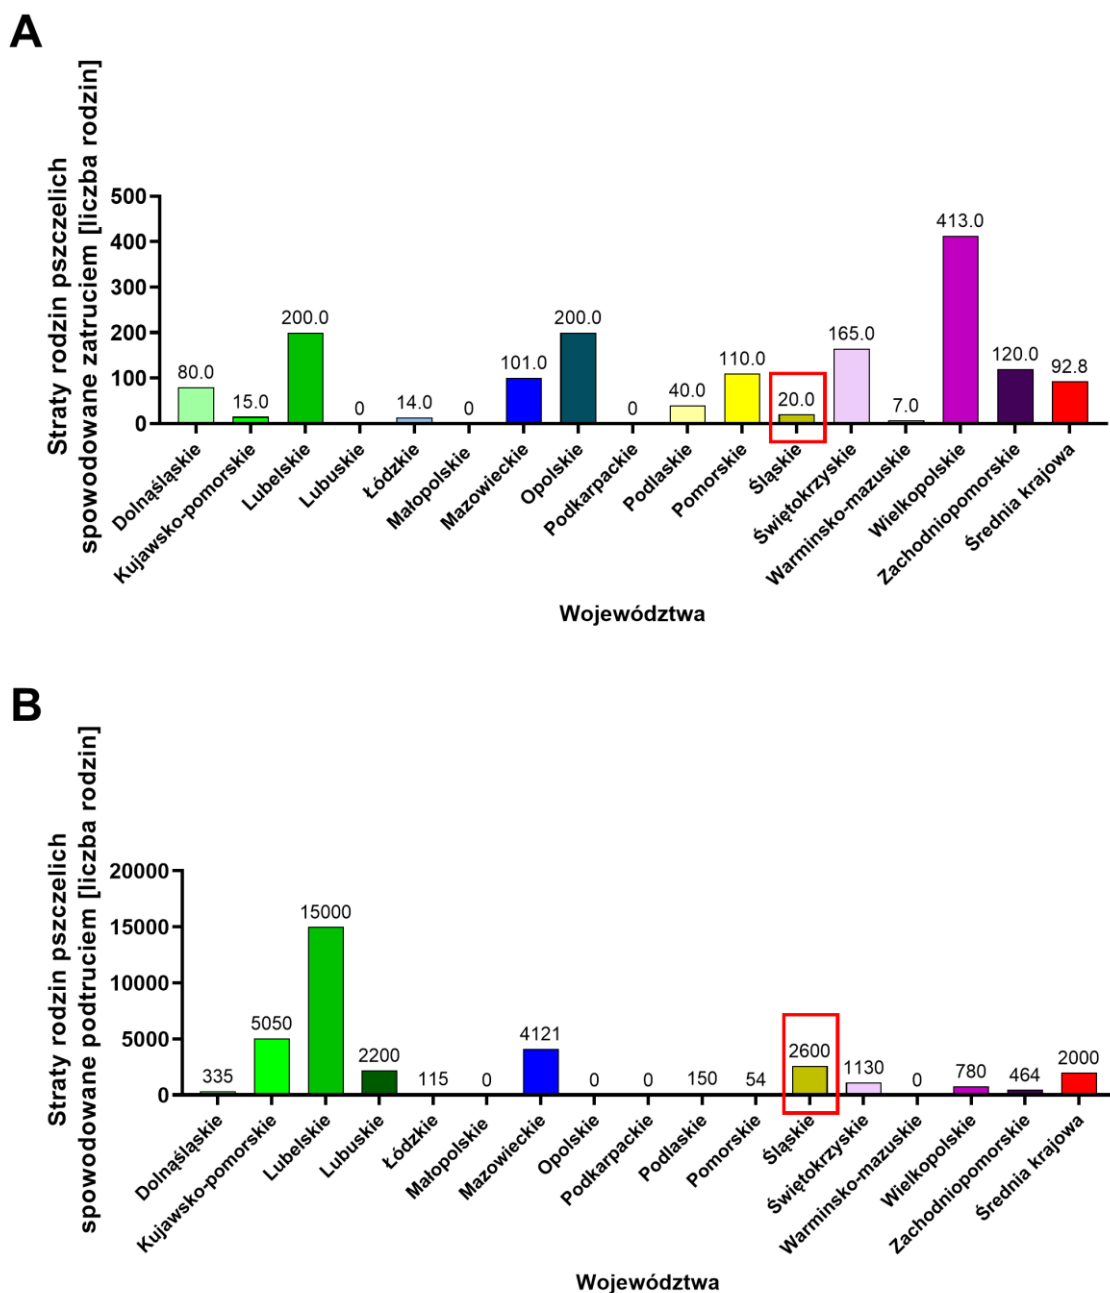 A
Straty rodzin pszczelich
spowodowane zatruciem [liczba rodzin]
500
400
300
200
100
0
80.0
15.0
200.0
0
14.0
0
101.0
200.0
0
40.0
110.0
20.0
165.0
7.0
413.0
120.0
92.8
Dolnąśląskie
Kujawsko-pomorskie
Lubelskie
Lubuskie
Łódzkie
Małopolskie
Mazowieckie
Opolskie
Podkarpackie
Podlaskie
Pomorskie
Śląskie
Świętokrzyskie
Warminsko-mazuskie
Wielkopolskie
Zachodniopomorskie
Średnia krajowa
Województwa
B
Straty rodzin pszczelich
spowodowane podtruciem [liczba rodzin]
20000
15000
10000
5000
0
335
5050
15000
2200
115
0
4121
0
0
150
54
2600
1130
0
780
464
2000
Dolnąśląskie
Kujawsko-pomorskie
Lubelskie
Lubuskie
Łódzkie
Małopolskie
Mazowieckie
Opolskie
Podkarpackie
Podlaskie
Pomorskie
Śląskie
Świętokrzyskie
Warminsko-mazuskie
Wielkopolskie
Zachodniopomorskie
Średnia krajowa
Województwa